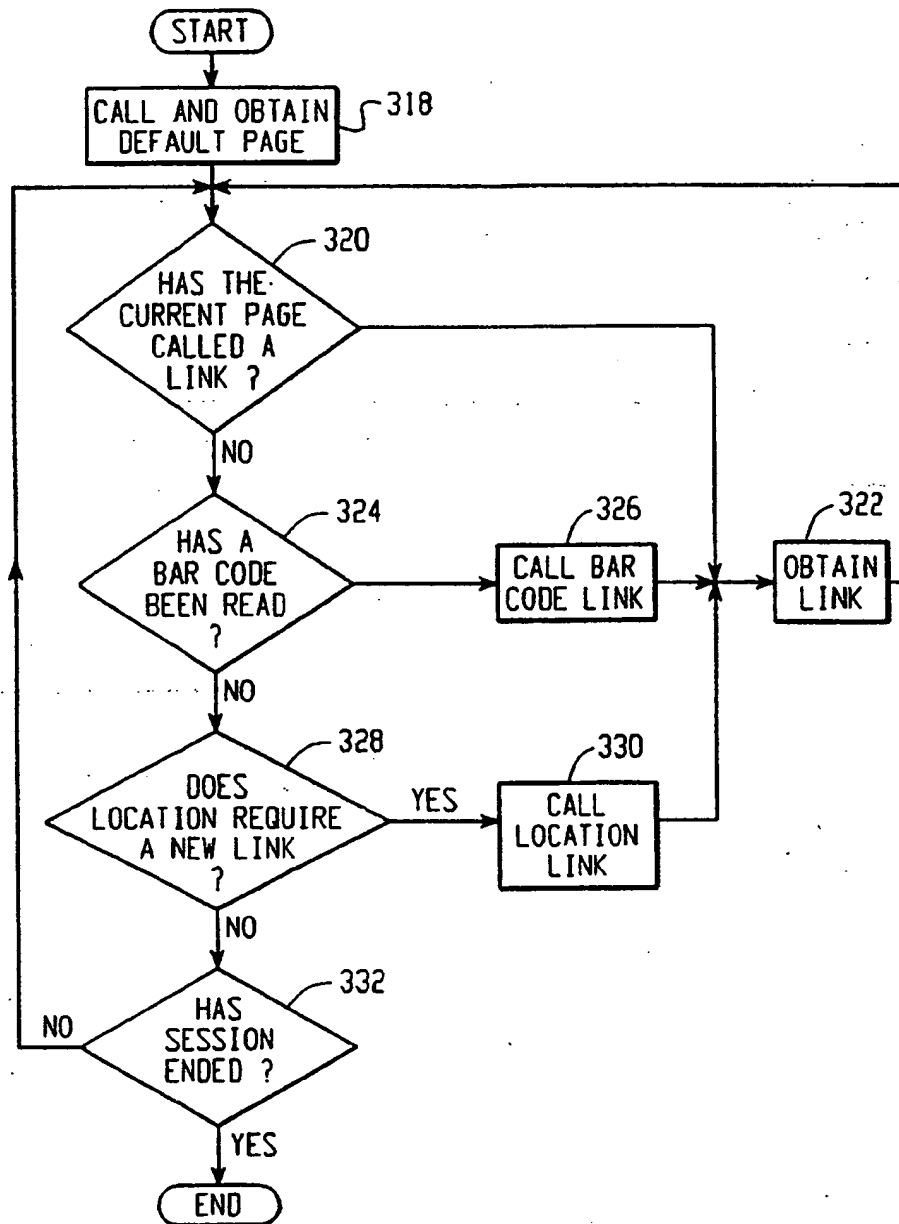 START
CALL AND OBTAIN
DEFAULT PAGE
318
320
HAS THE
CURRENT PAGE
CALLED A
LINK ?
NO
324
HAS A
BAR CODE
BEEN READ
?
326
CALL BAR
CODE LINK
322
OBTAIN
LINK
NO
328
DOES
LOCATION REQUIRE
A NEW LINK
?
YES
330
CALL
LOCATION
LINK
NO
332
HAS
SESSION
ENDED ?
NO
YES
END